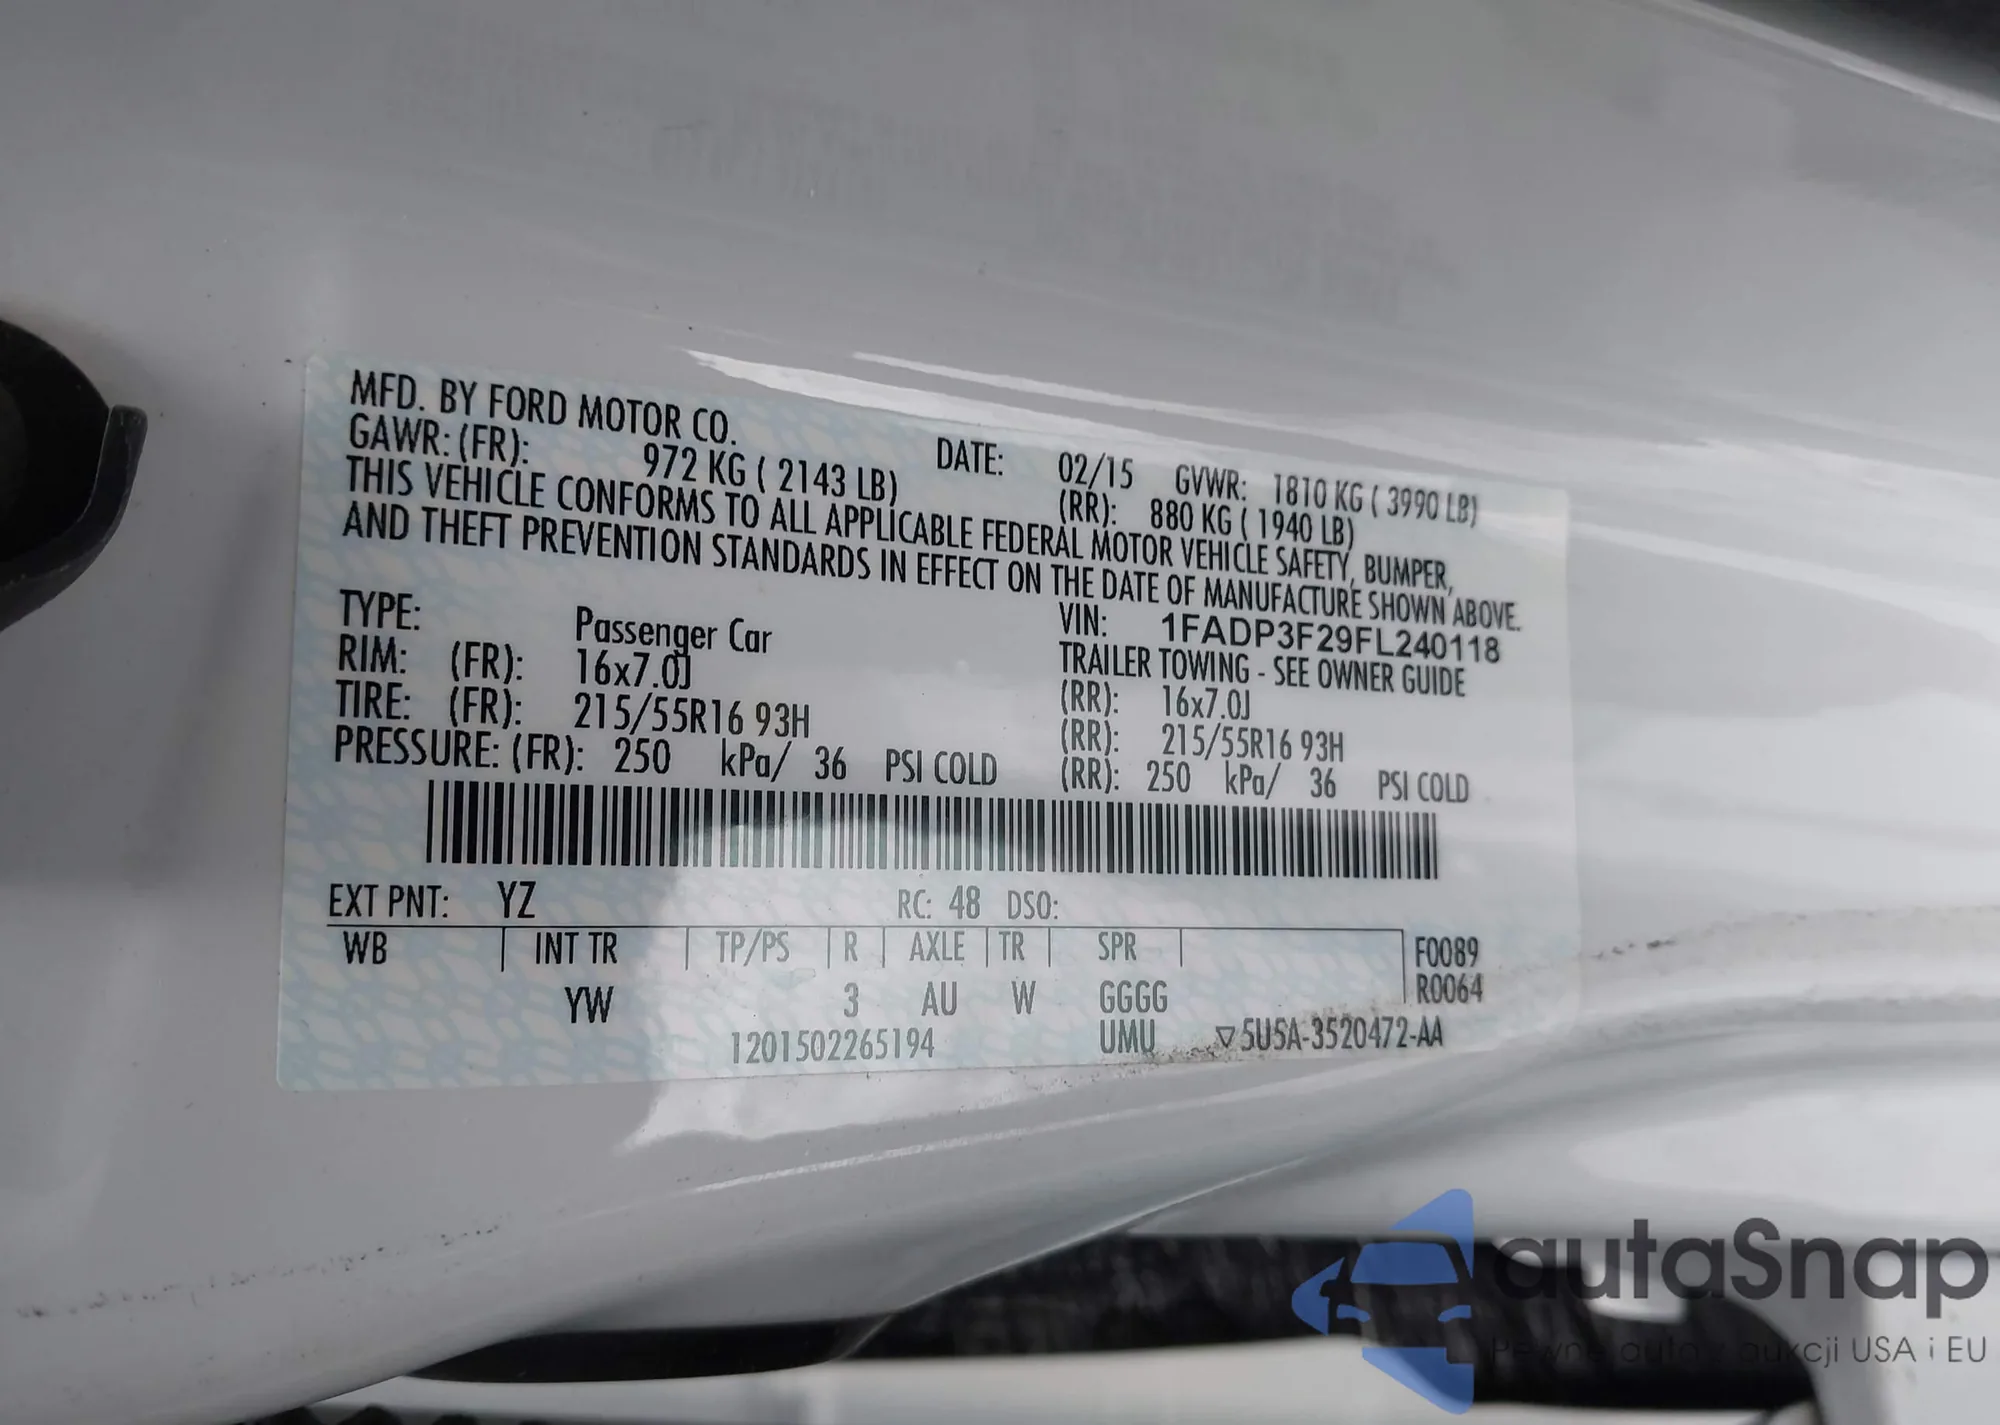 MFD. BY FORD MOTOR CO.
DATE: 02/15 GVWR: 1810 KG ( 3990 LB)
GAWR: (FR): 972 KG ( 2143 LB) (RR): 880 KG ( 1940 LB)
THIS VEHICLE CONFORMS TO ALL APPLICABLE FEDERAL MOTOR VEHICLE SAFETY, BUMPER,
AND THEFT PREVENTION STANDARDS IN EFFECT ON THE DATE OF MANUFACTURE SHOWN ABOVE.
VIN: 1FADP3F29FL240118
TYPE: Passenger Car TRAILER TOWING - SEE OWNER GUIDE
RIM: (FR): 16x7.0J (RR): 16x7.0J
TIRE: (FR): 215/55R16 93H (RR): 215/55R16 93H
PRESSURE: (FR): 250 kPa/ 36 PSI COLD (RR): 250 kPa/ 36 PSI COLD
EXT PNT: YZ RC: 48 DSO:
WB INT TR TP/PS R AXLE TR SPR F0089
YW 3 AU W GGGG R0064
1201502265194 UMU ▽5U5A-3520472-AA
autaSnap
Pewne auta z aukcji USA i EU